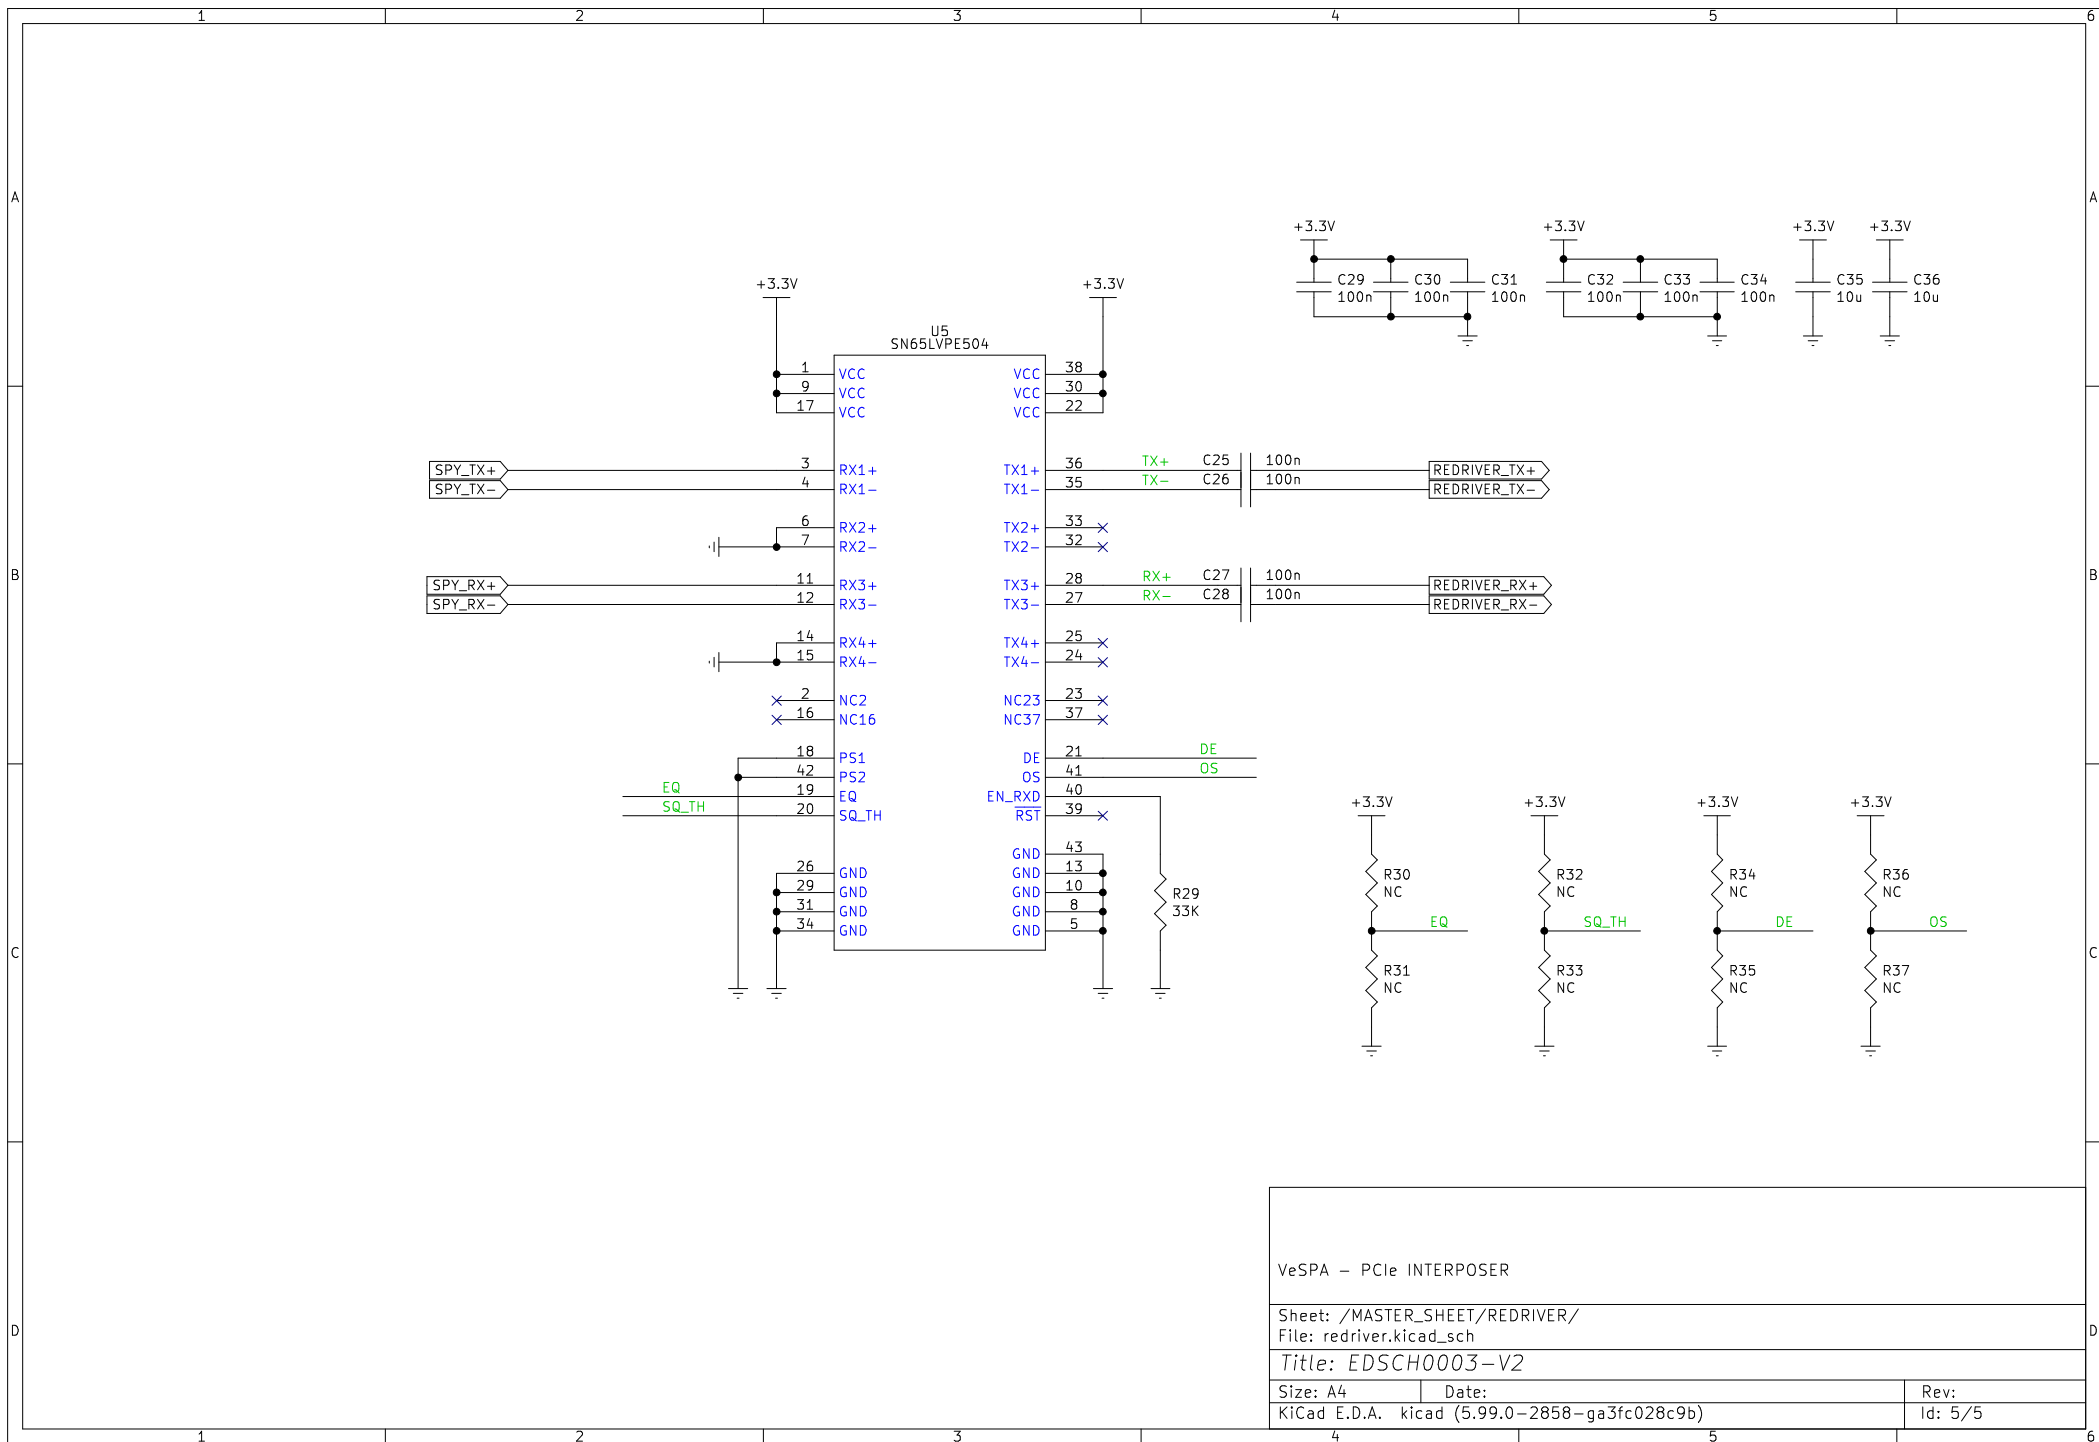 1 2 3 4 5 6
A A
+3.3V +3.3V +3.3V +3.3V
C29 C30 C31 C32 C33 C34 C35 C36
100n 100n 100n 100n 100n 100n 10u 10u
+3.3V +3.3V
U5
SN65LVPE504
1 VCC VCC 38
9 VCC VCC 30
17 VCC VCC 22
SPY_TX+ 3 RX1+ TX1+ 36 TX+ C25 100n REDRIVER_TX+
SPY_TX- 4 RX1- TX1- 35 TX- C26 100n REDRIVER_TX-
6 RX2+ TX2+ 33
7 RX2- TX2- 32
B B
SPY_RX+ 11 RX3+ TX3+ 28 RX+ C27 100n REDRIVER_RX+
SPY_RX- 12 RX3- TX3- 27 RX- C28 100n REDRIVER_RX-
14 RX4+ TX4+ 25
15 RX4- TX4- 24
2 NC2 NC23 23
16 NC16 NC37 37
18 PS1 DE 21 DE
42 PS2 OS 41 OS
EQ 19 EQ EN_RXD 40
SQ_TH 20 SQ_TH RST 39
GND 43
26 GND GND 13
29 GND GND 10
31 GND GND 8
34 GND GND 5
R29
33K
+3.3V +3.3V +3.3V +3.3V
R30 R32 R34 R36
NC NC NC NC
EQ SQ_TH DE OS
C C
R31 R33 R35 R37
NC NC NC NC
VeSPA - PCIe INTERPOSER
Sheet: /MASTER_SHEET/REDRIVER/
D D
File: redriver.kicad_sch
Title: EDSCH0003-V2
Size: A4 Date: Rev:
KiCad E.D.A. kicad (5.99.0-2858-ga3fc028c9b) Id: 5/5
1 2 3 4 5 6